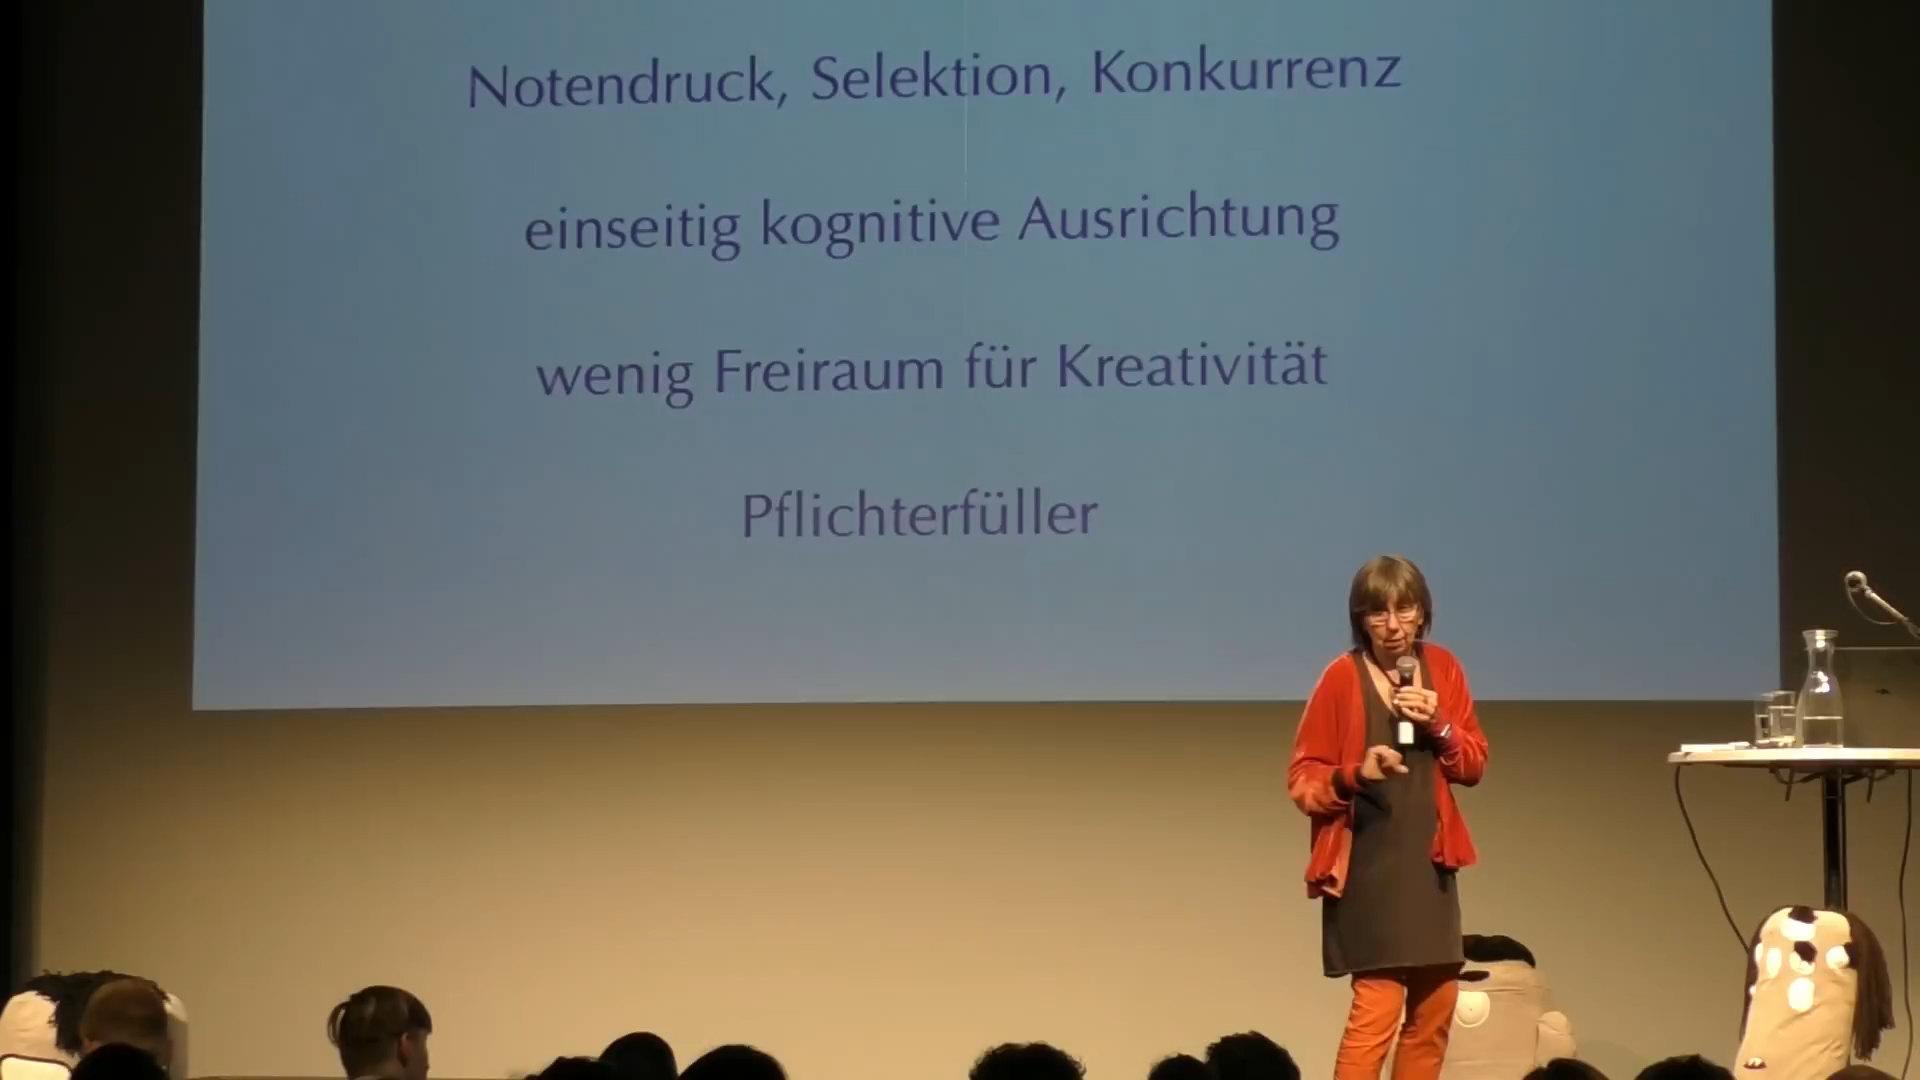 Notendruck, Selektion, Konkurrenz
einseitig kognitive Ausrichtung
wenig Freiraum für Kreativität
Pflichterfüller